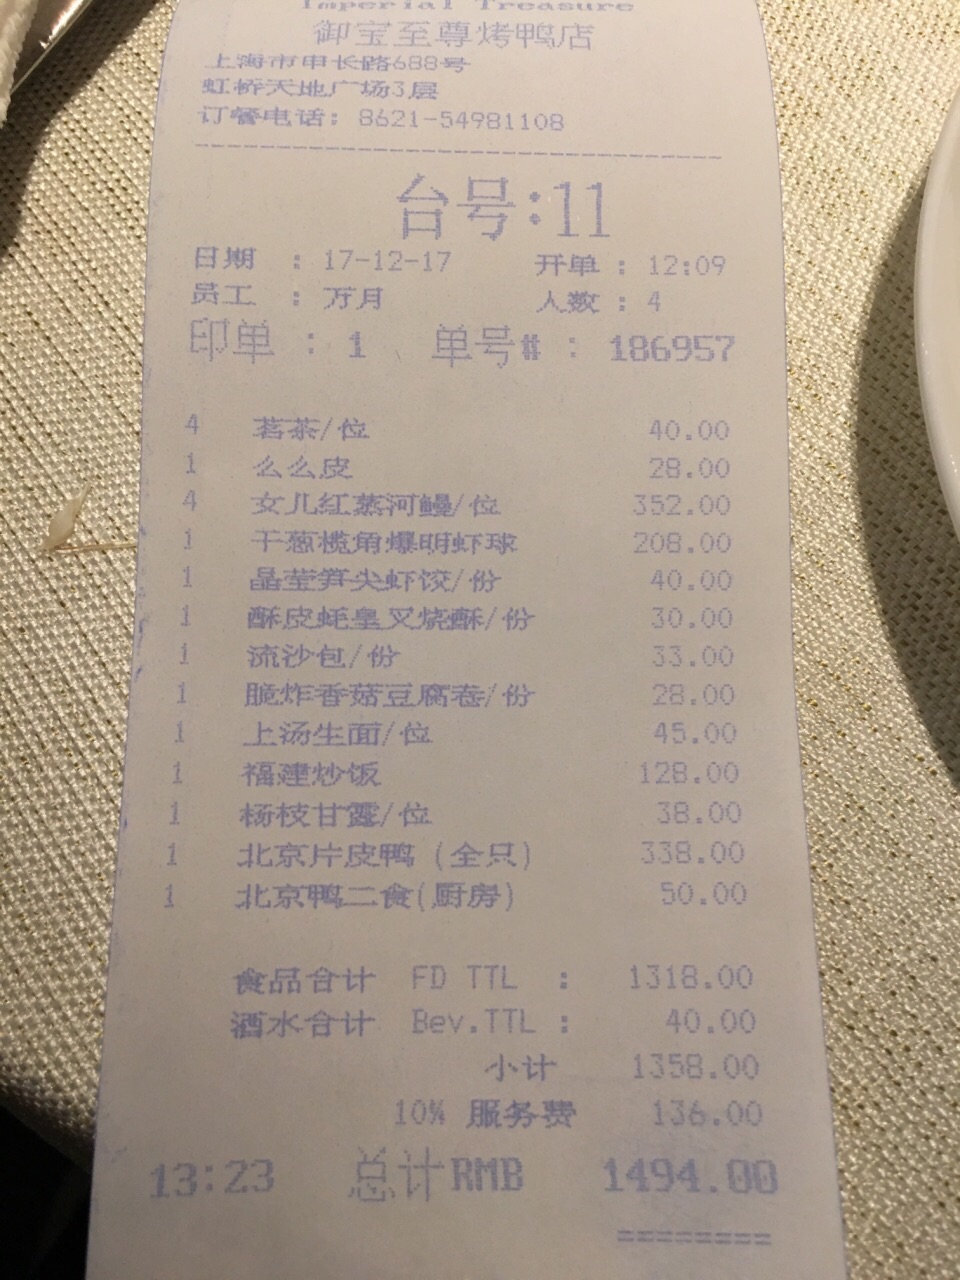 Imperial Treasure
御宝至尊烤鸭店
上海市申长路688号
虹桥天地广场3层
订餐电话: 8621-54981108
台号:11
日期 : 17-12-17 开单 : 12:09
员工 : 万月 人数 : 4
印单 : 1 单号# : 186957
4 茗茶/位 40.00
1 么么皮 28.00
4 女儿红蒸河鳗/位 352.00
1 干葱榄角爆明虾球 208.00
1 晶莹笋尖虾饺/份 40.00
1 酥皮蚝皇叉烧酥/份 30.00
1 流沙包/份 33.00
1 脆炸香菇豆腐卷/份 28.00
1 上汤生面/位 45.00
1 福建炒饭 128.00
1 杨枝甘露/位 38.00
1 北京片皮鸭 (全只) 338.00
1 北京鸭二食(厨房) 50.00
食品合计 FD TTL : 1318.00
酒水合计 Bev.TTL : 40.00
小计 1358.00
10% 服务费 136.00
13:23 总计RMB 1494.00
========